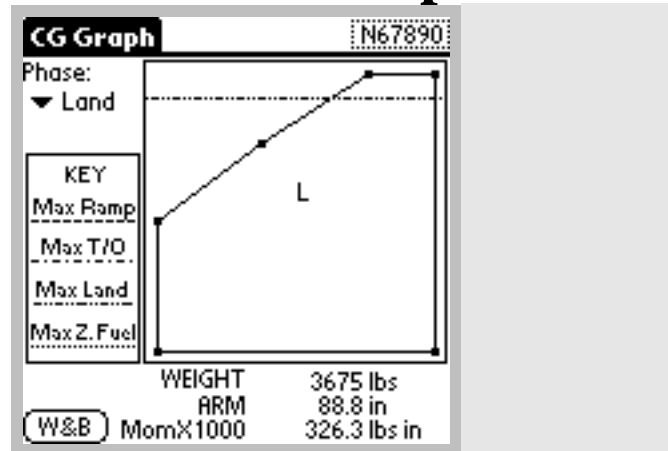 CG Graph N67890
Phase:
Land
KEY
Max Ramp
Max T/O
Max Land
Max Z. Fuel
L
WEIGHT 3675 lbs
ARM 88.8 in
W&B MomX1000 326.3 lbs in